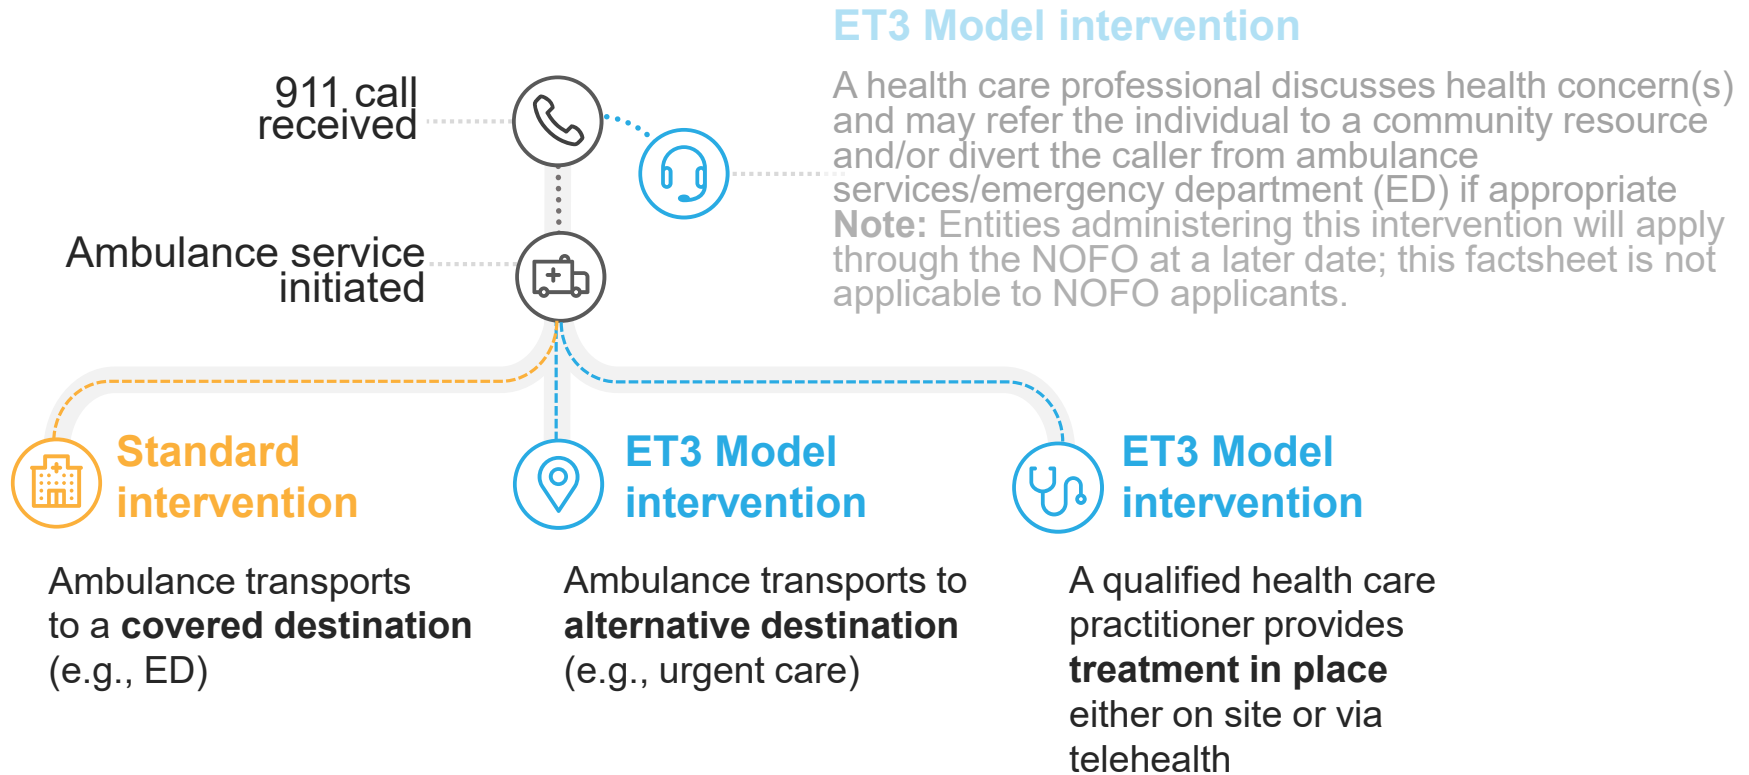 ET3 Model intervention
A health care professional discusses health concern(s)
and may refer the individual to a community resource
and/or divert the caller from ambulance
services/emergency department (ED) if appropriate
Note: Entities administering this intervention will apply
through the NOFO at a later date; this factsheet is not
applicable to NOFO applicants.
911 call
received
Ambulance service
initiated
Standard
intervention
Ambulance transports
to a covered destination
(e.g., ED)
ET3 Model
intervention
Ambulance transports to
alternative destination
(e.g., urgent care)
ET3 Model
intervention
A qualified health care
practitioner provides
treatment in place
either on site or via
telehealth